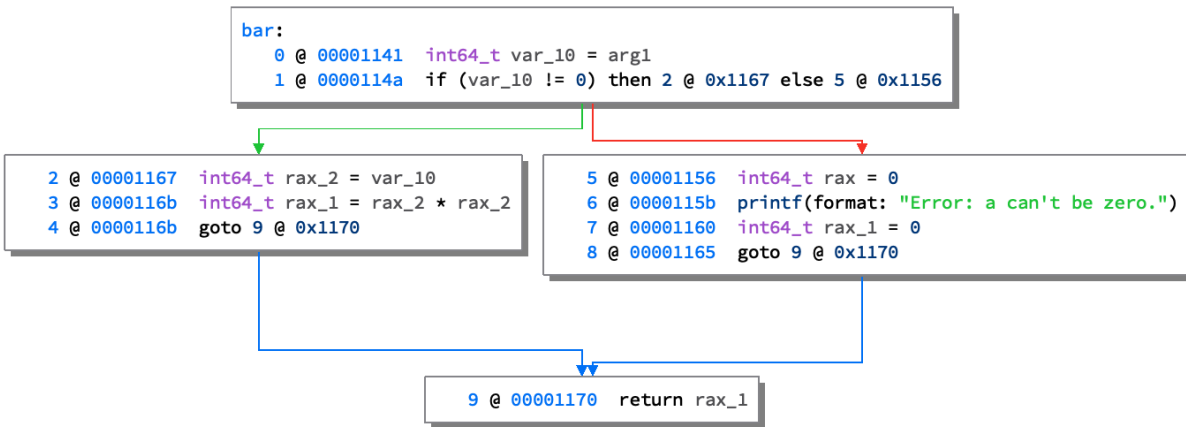 bar:
0 @ 00001141 int64_t var_10 = arg1
1 @ 0000114a if (var_10 != 0) then 2 @ 0x1167 else 5 @ 0x1156
2 @ 00001167 int64_t rax_2 = var_10
3 @ 0000116b int64_t rax_1 = rax_2 * rax_2
4 @ 0000116b goto 9 @ 0x1170
5 @ 00001156 int64_t rax = 0
6 @ 0000115b printf(format: "Error: a can't be zero.")
7 @ 00001160 int64_t rax_1 = 0
8 @ 00001165 goto 9 @ 0x1170
9 @ 00001170 return rax_1